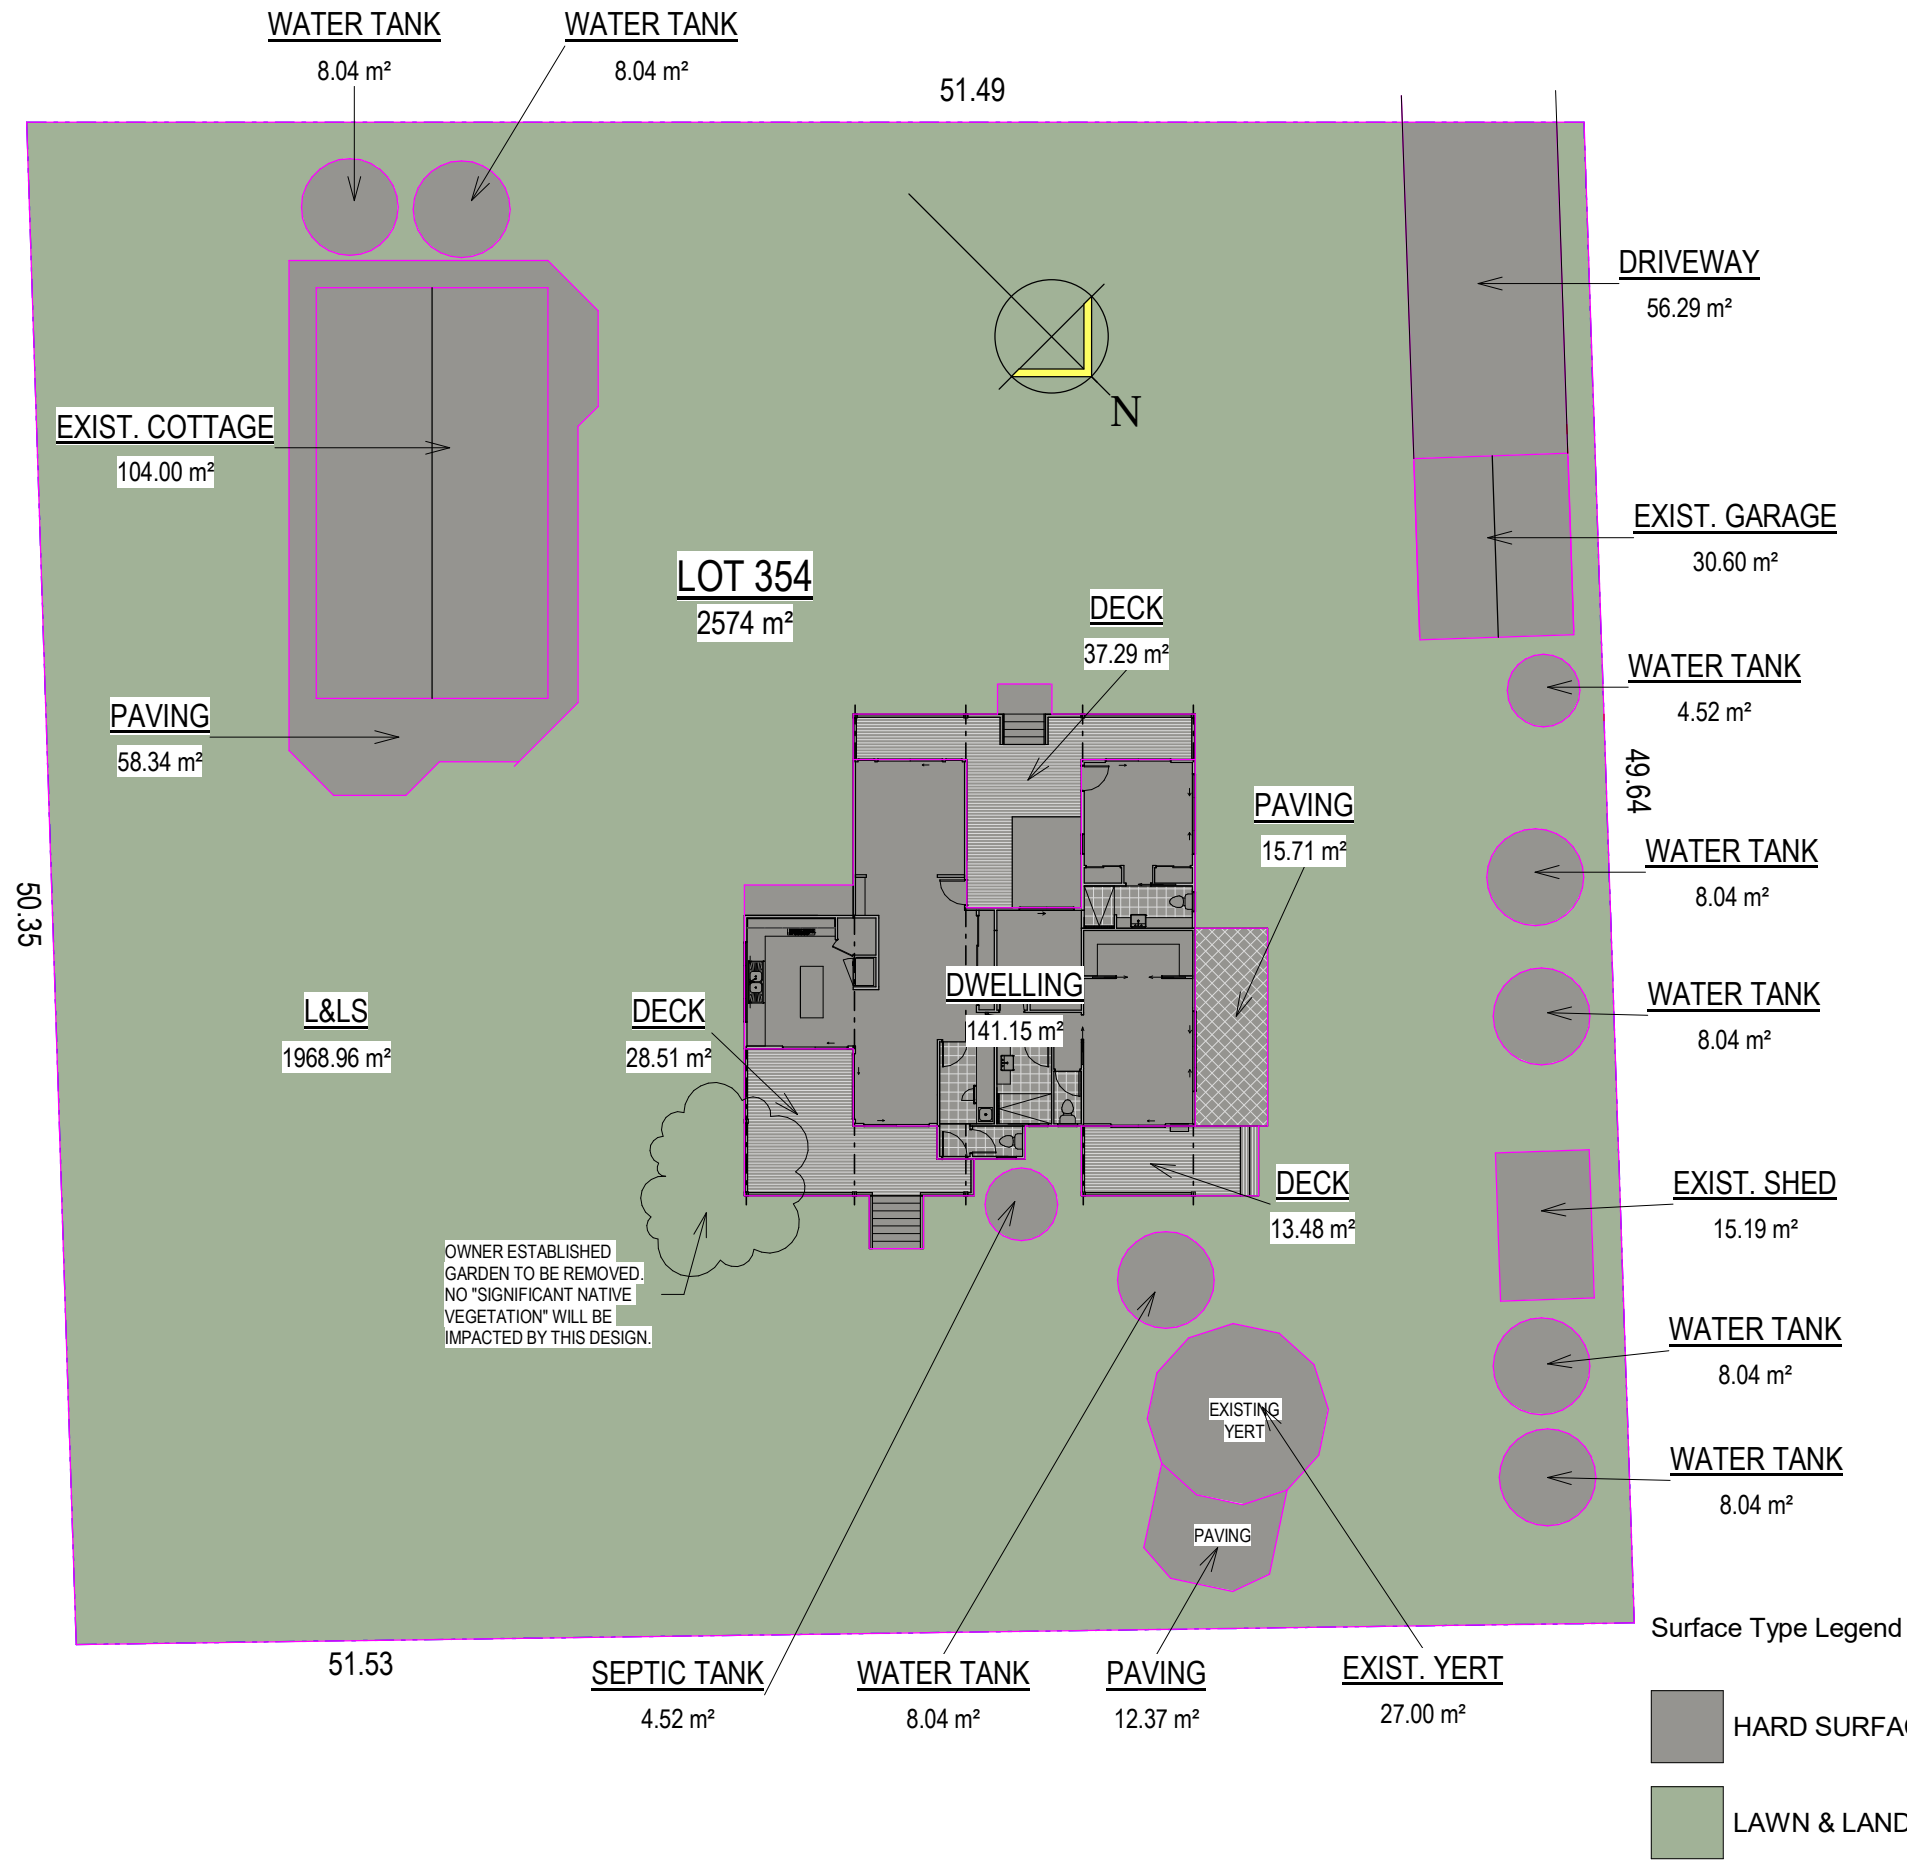 WATER TANK
8.04 m²
WATER TANK
8.04 m²
51.49
DRIVEWAY
56.29 m²
N
EXIST. COTTAGE
104.00 m²
EXIST. GARAGE
30.60 m²
LOT 354
2574 m²
DECK
37.29 m²
WATER TANK
4.52 m²
PAVING
58.34 m²
49.64
PAVING
15.71 m²
WATER TANK
8.04 m²
50.35
DWELLING
141.15 m²
L&LS
1968.96 m²
DECK
28.51 m²
WATER TANK
8.04 m²
DECK
13.48 m²
EXIST. SHED
15.19 m²
OWNER ESTABLISHED
GARDEN TO BE REMOVED.
NO "SIGNIFICANT NATIVE
VEGETATION" WILL BE
IMPACTED BY THIS DESIGN.
WATER TANK
8.04 m²
EXISTING
YERT
WATER TANK
8.04 m²
PAVING
51.53
SEPTIC TANK
4.52 m²
WATER TANK
8.04 m²
PAVING
12.37 m²
EXIST. YERT
27.00 m²
Surface Type Legend
HARD SURFAC
LAWN & LAND